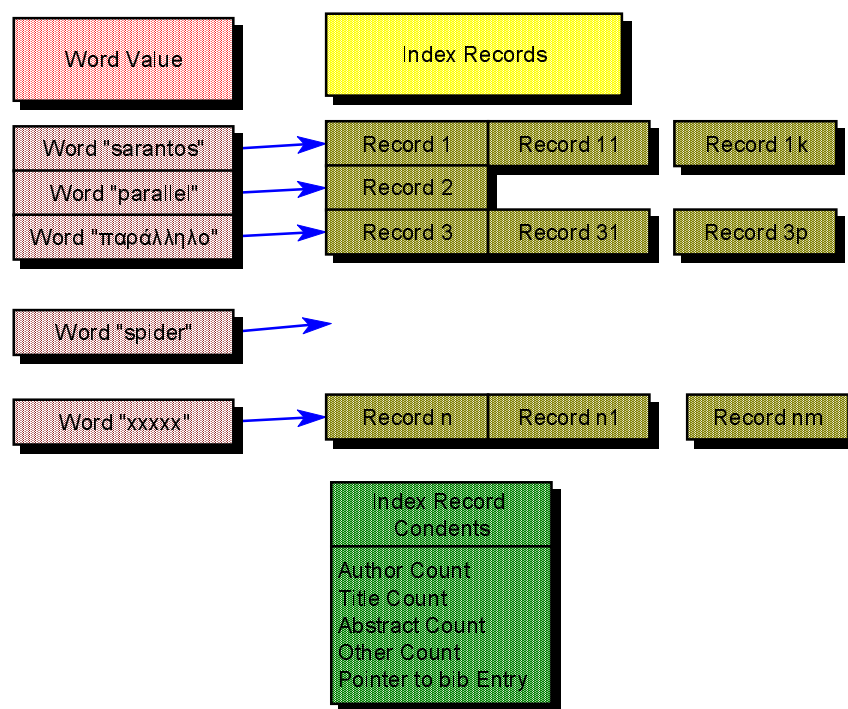 Word Value
Index Records
Word "sarantos"
Record 1
Record 11
Record 1k
Word "parallel"
Record 2
Word "παράλληλο"
Record 3
Record 31
Record 3p
Word "spider"
Word "xxxxx"
Record n
Record n1
Record nm
Index Record
Condents
Author Count
Title Count
Abstract Count
Other Count
Pointer to bib Entry